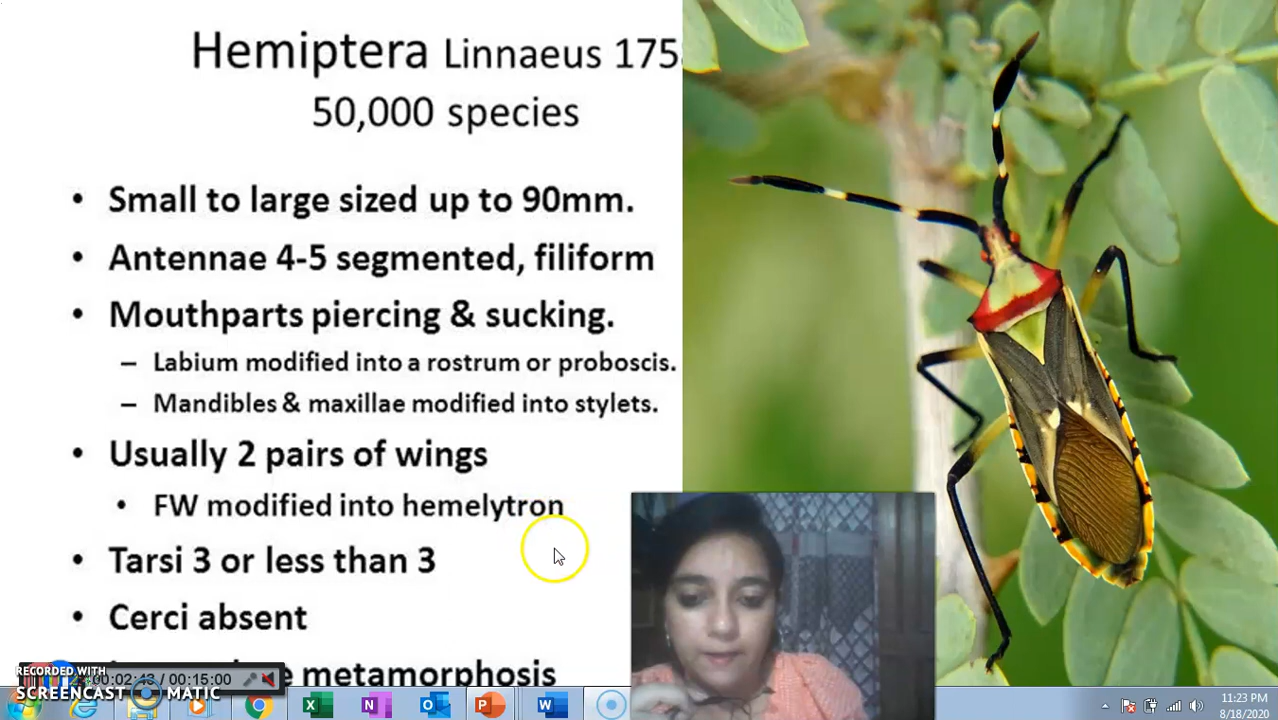 Hemiptera Linnaeus 175
50,000 species
• Small to large sized up to 90mm.
• Antennae 4-5 segmented, filiform
• Mouthparts piercing & sucking.
– Labium modified into a rostrum or proboscis.
– Mandibles & maxillae modified into stylets.
• Usually 2 pairs of wings
• FW modified into hemelytron
• Tarsi 3 or less than 3
• Cerci absent
metamorphosis
RECORDED WITH
SCREENCAST MATIC
00:02:43 / 00:15:00
11:23 PM
8/18/2020